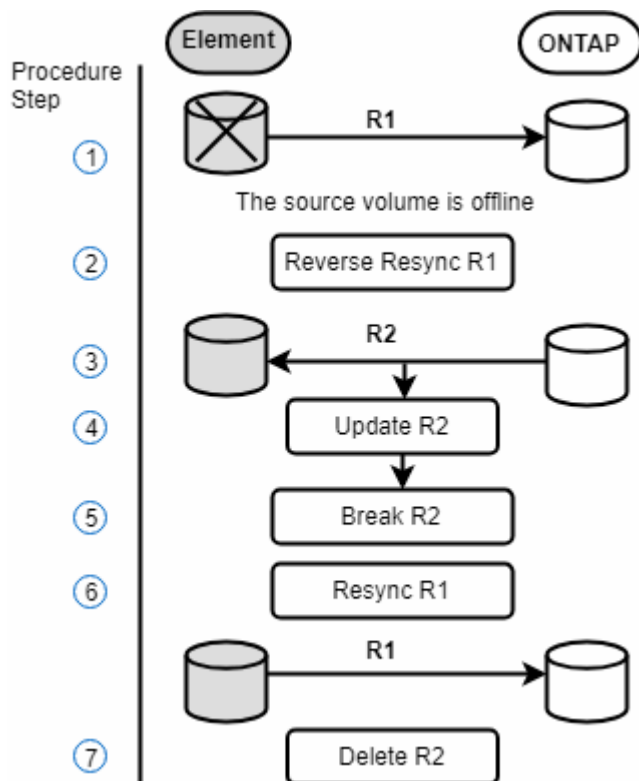 Element
ONTAP
Procedure
Step
R1
1
The source volume is offline
2
Reverse Resync R1
R2
3
4
Update R2
5
Break R2
6
Resync R1
R1
7
Delete R2